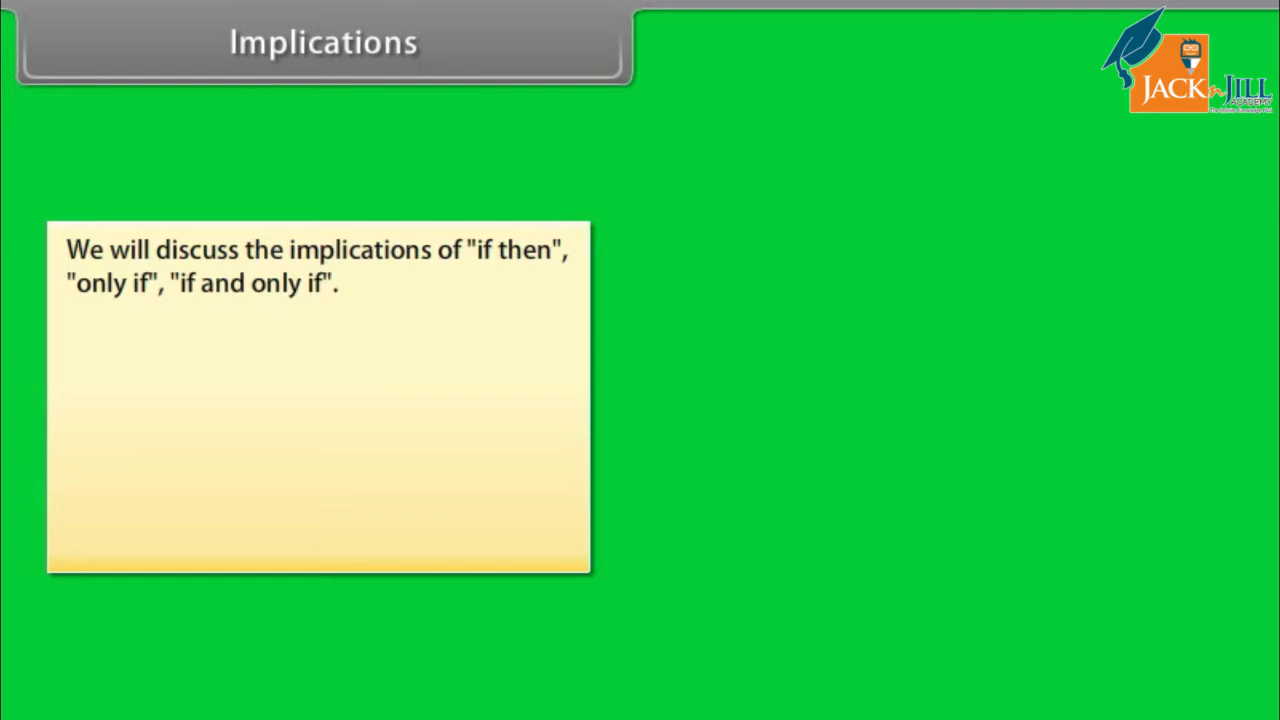 Implications
JACK n JILL
ACADEMY
We will discuss the implications of "if then",
"only if", "if and only if".